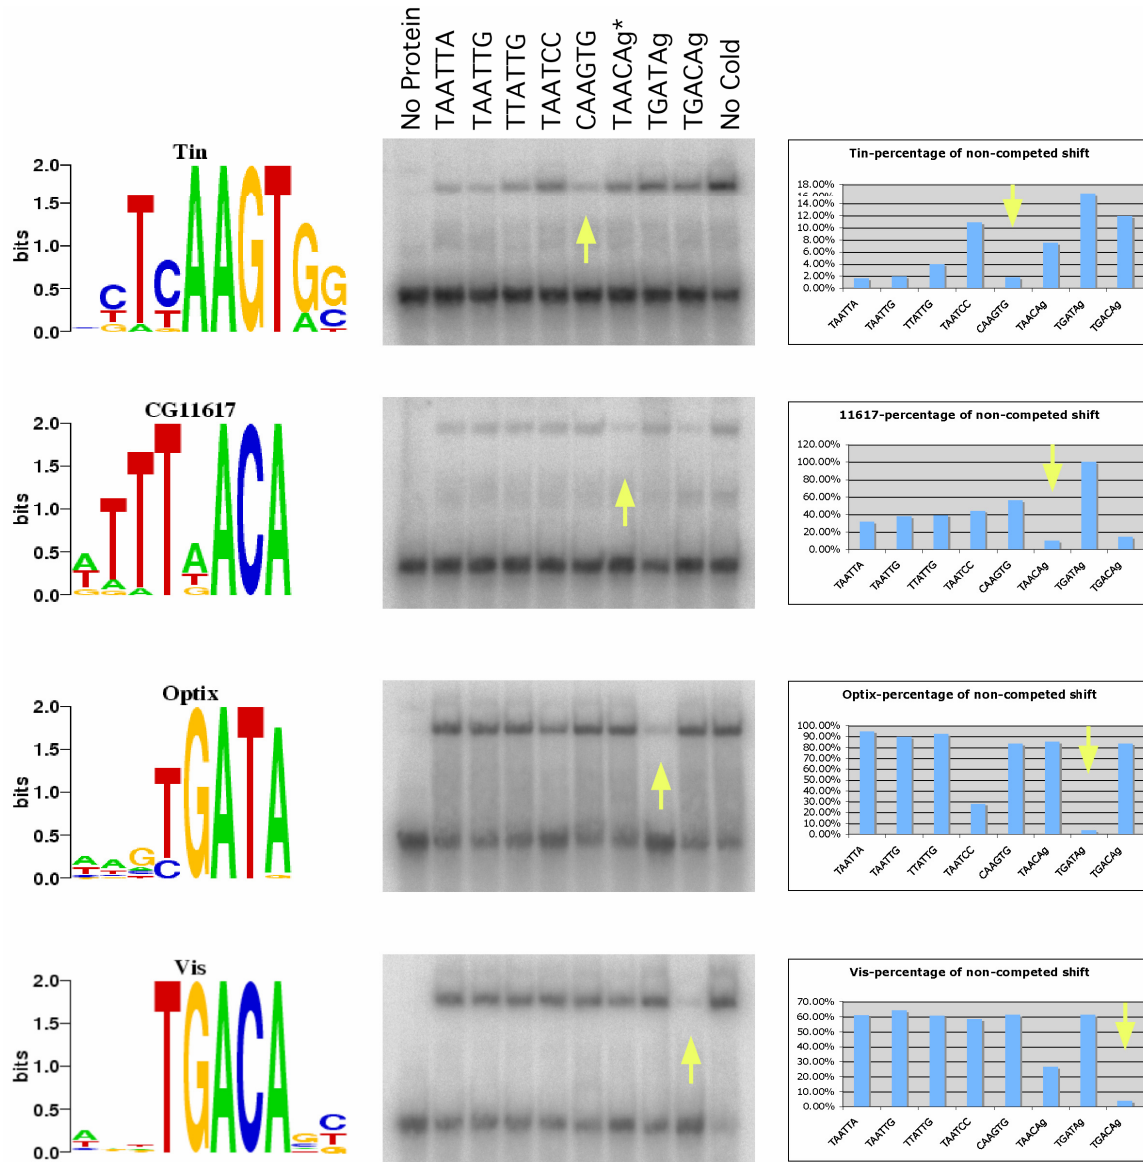 No Protein
TAATTA
TAATTG
TTATTG
TAATCC
CAAGTG
TAACAg*
TGATAg
TGACAg
No Cold
Tin
bits
2.0
1.5
1.0
0.5
0.0
Tin-percentage of non-competed shift
18.00%
16.00%
14.00%
12.00%
10.00%
8.00%
6.00%
4.00%
2.00%
0.00%
TAATTA
TAATTG
TTATTG
TAATCC
CAAGTG
TAACAg
TGATAg
TGACAg
CG11617
bits
2.0
1.5
1.0
0.5
0.0
11617-percentage of non-competed shift
120.00%
100.00%
80.00%
60.00%
40.00%
20.00%
0.00%
TAATTA
TAATTG
TTATTG
TAATCC
CAAGTG
TAACAg
TGATAg
TGACAg
Optix
bits
2.0
1.5
1.0
0.5
0.0
Optix-percentage of non-competed shift
100.00%
90.00%
80.00%
70.00%
60.00%
50.00%
40.00%
30.00%
20.00%
10.00%
0.00%
TAATTA
TAATTG
TTATTG
TAATCC
CAAGTG
TAACAg
TGATAg
TGACAg
Vis
bits
2.0
1.5
1.0
0.5
0.0
Vis-percentage of non-competed shift
70.00%
60.00%
50.00%
40.00%
30.00%
20.00%
10.00%
0.00%
TAATTA
TAATTG
TTATTG
TAATCC
CAAGTG
TAACAg
TGATAg
TGACAg